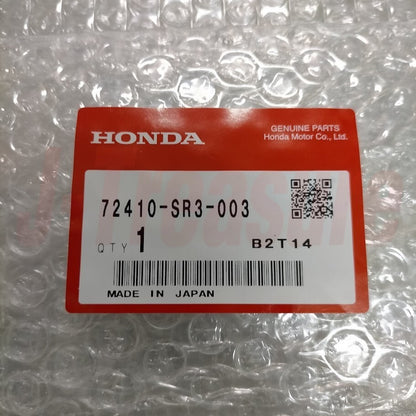 HONDA
GENUINE PARTS
Honda Motor Co., Ltd.
72410-SR3-003
QTY 1
B2T14
MADE IN JAPAN